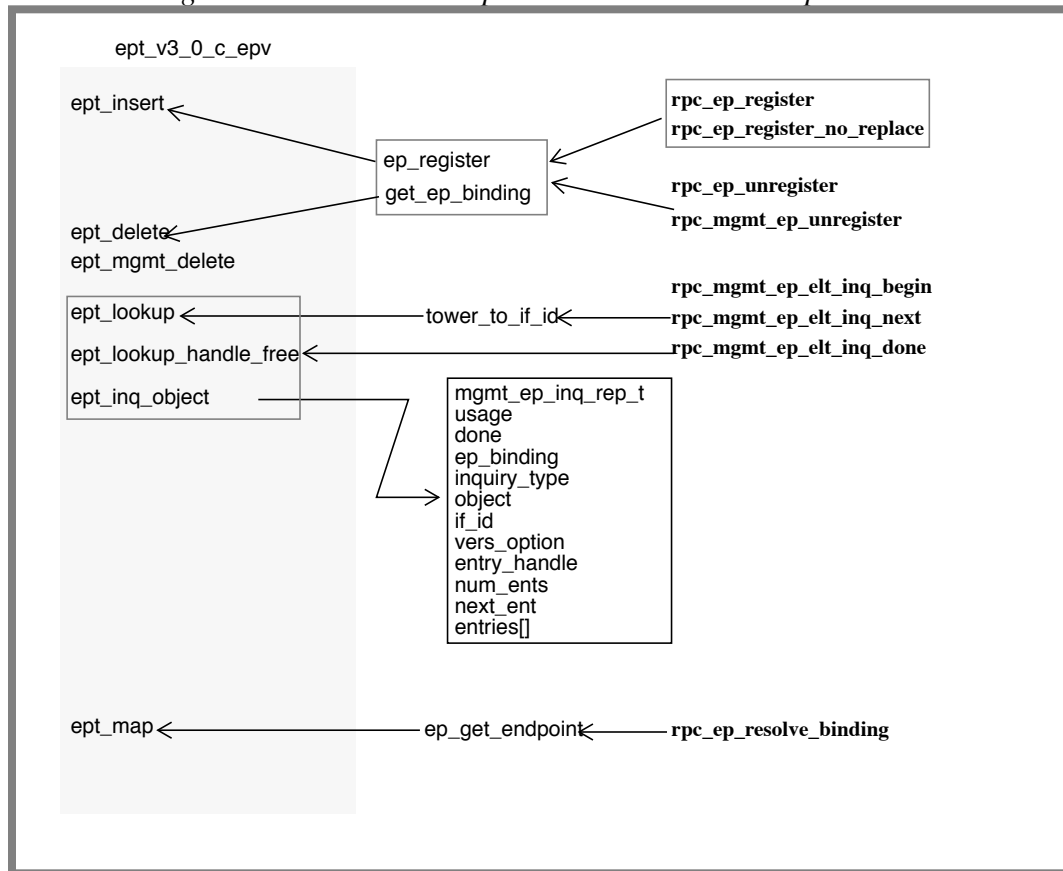 ept_v3_0_c_epv
ept_insert
rpc_ep_register
rpc_ep_register_no_replace
ep_register
get_ep_binding
rpc_ep_unregister
rpc_mgmt_ep_unregister
ept_delete
ept_mgmt_delete
rpc_mgmt_ep_elt_inq_begin
ept_lookup
tower_to_if_id
rpc_mgmt_ep_elt_inq_next
ept_lookup_handle_free
rpc_mgmt_ep_elt_inq_done
ept_inq_object
mgmt_ep_inq_rep_t
usage
done
ep_binding
inquiry_type
object
if_id
vers_option
entry_handle
num_ents
next_ent
entries[]
ept_map
ep_get_endpoint
rpc_ep_resolve_binding